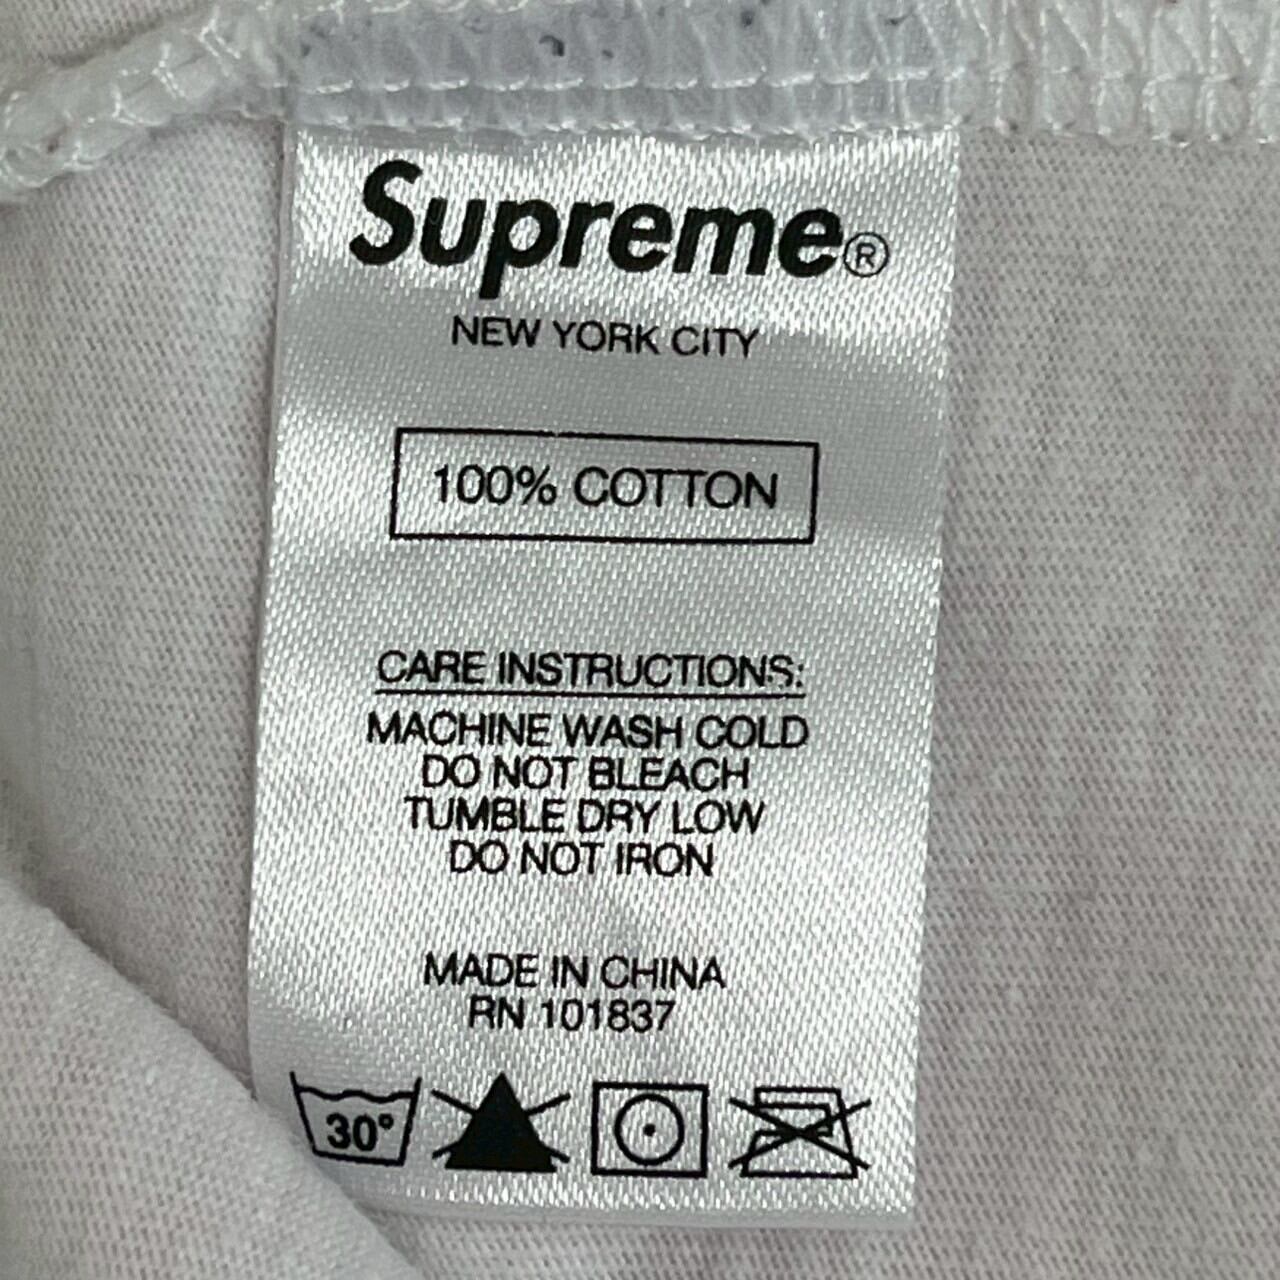 Supreme®
NEW YORK CITY
100% COTTON
CARE INSTRUCTIONS:
MACHINE WASH COLD
DO NOT BLEACH
TUMBLE DRY LOW
DO NOT IRON
MADE IN CHINA
RN 101837
30°